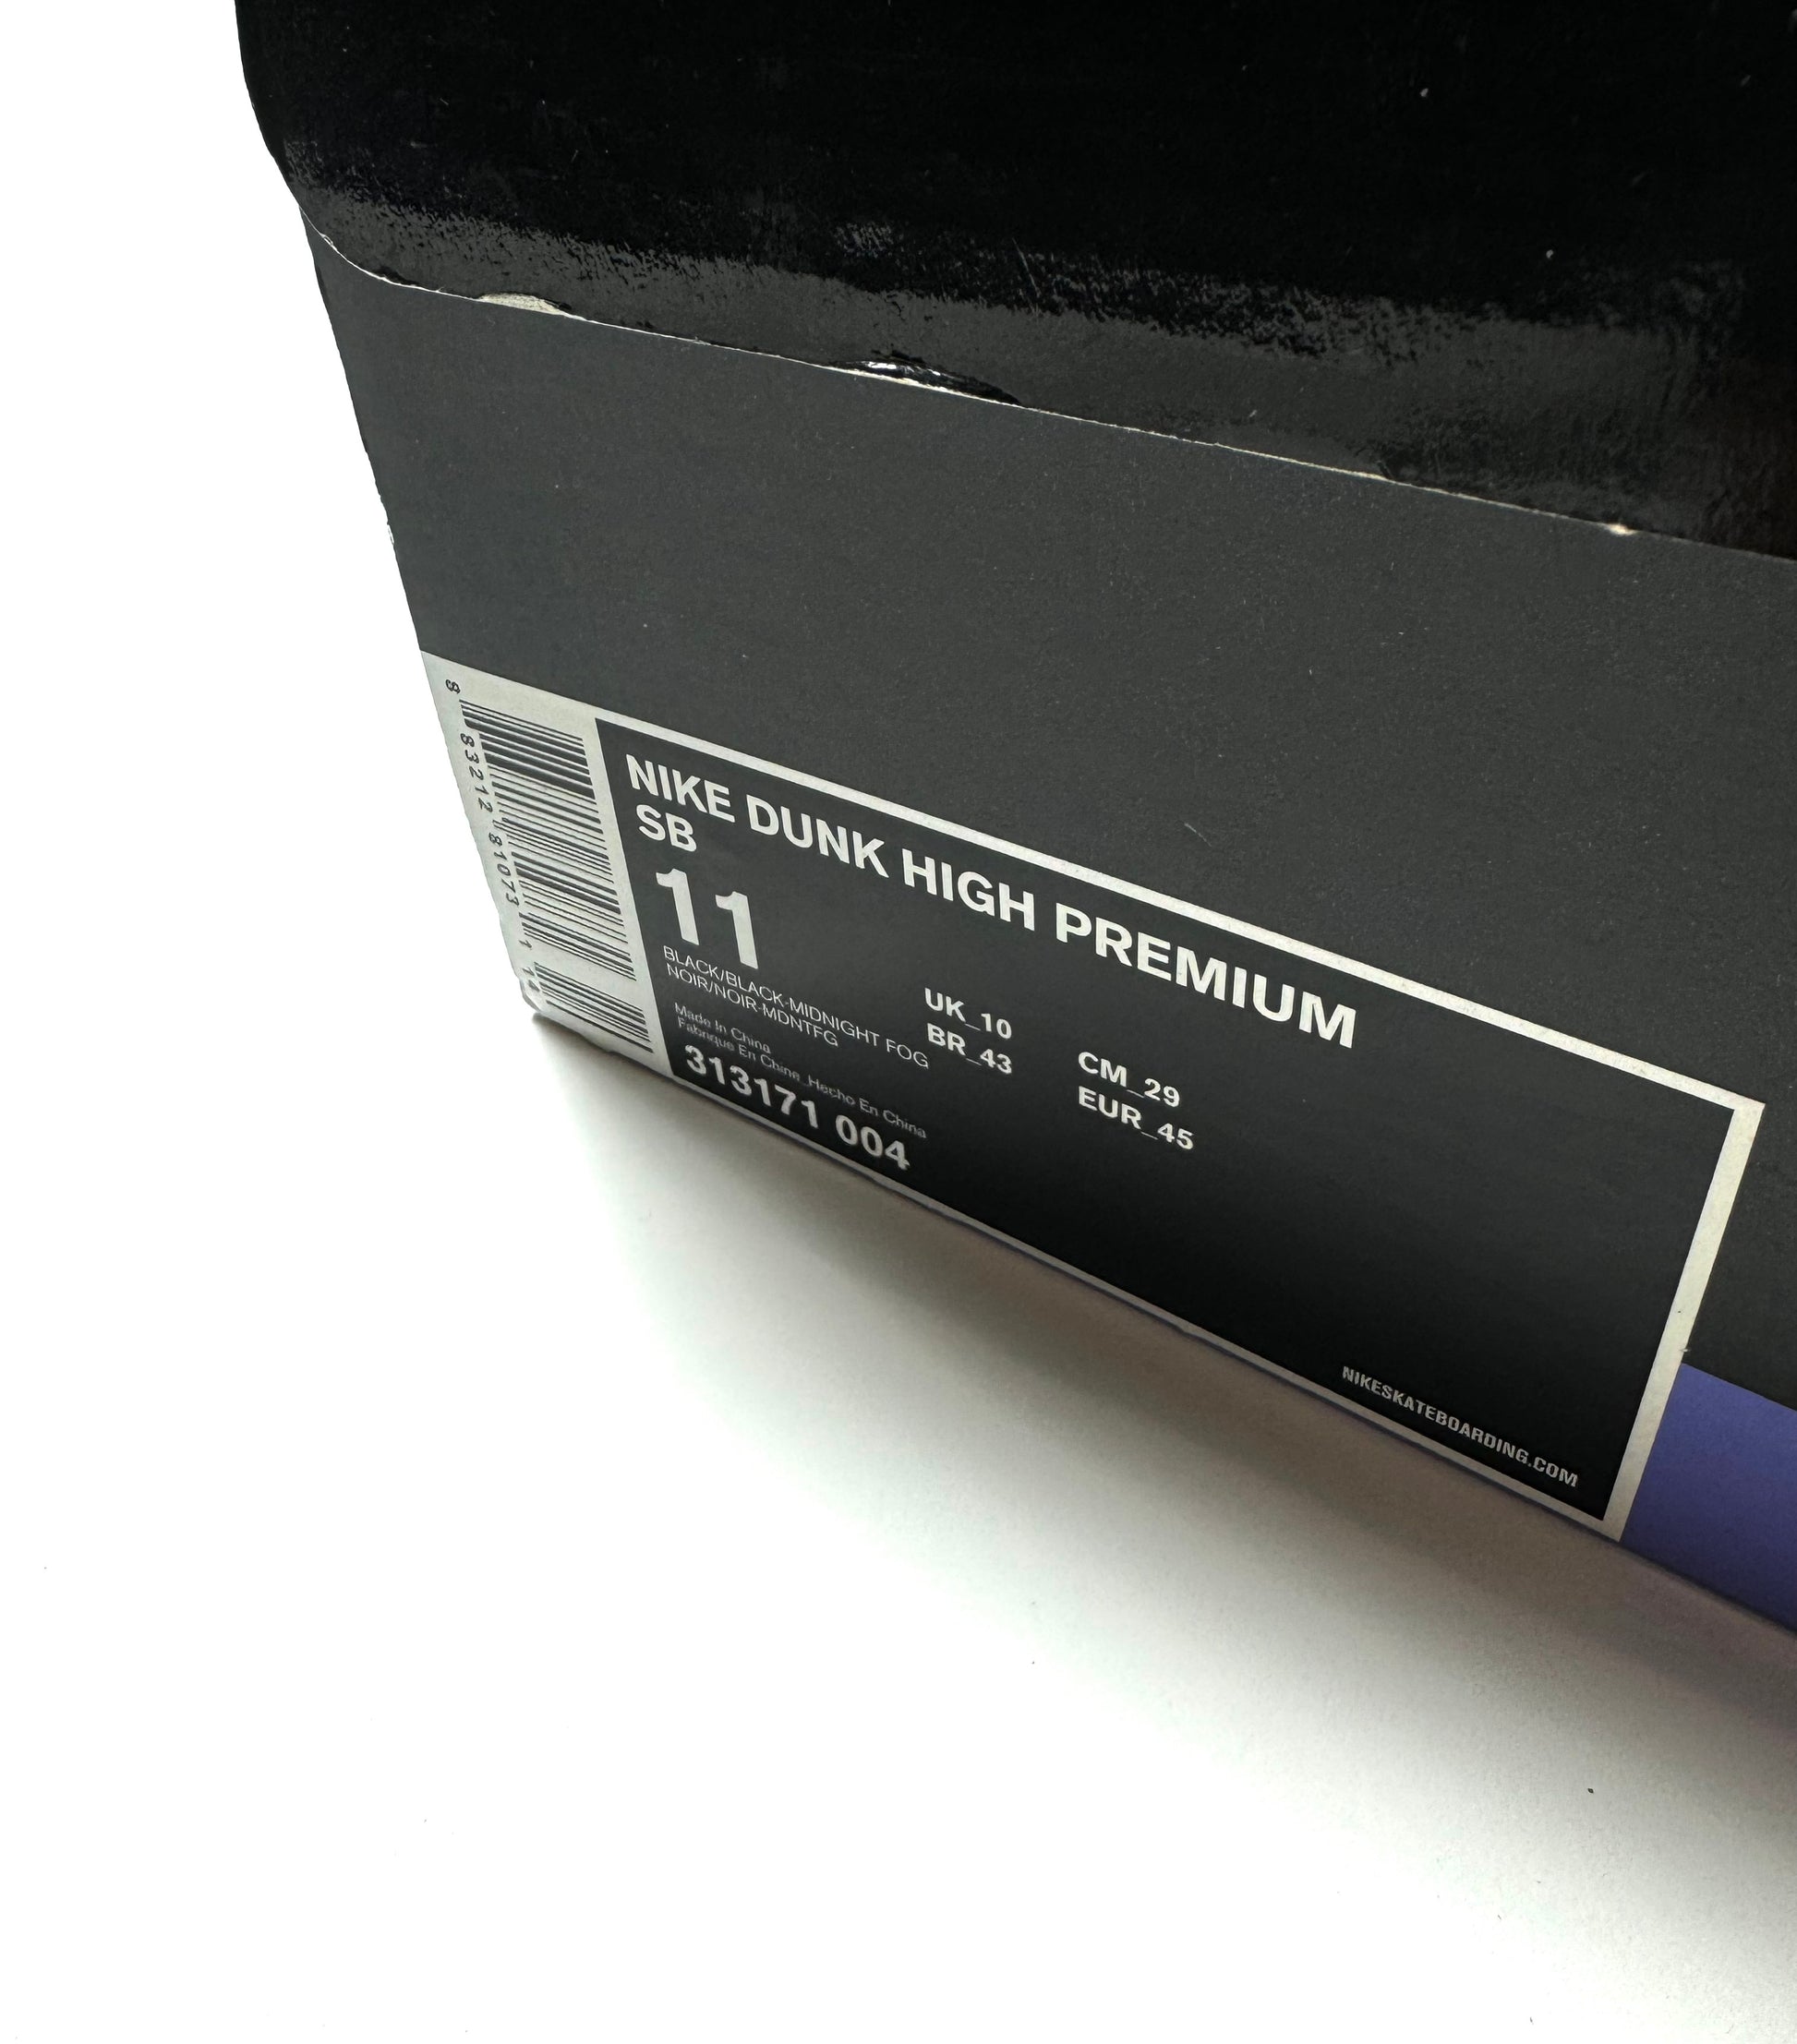 8 83212 81073 1
NIKE DUNK HIGH PREMIUM
SB
11
BLACK/BLACK-MIDNIGHT FOG
NOIR/NOIR-MDNTFG
UK_10
BR_43
CM_29
EUR_45
Made In China
Fabrique En Chine_Hecho En China
313171 004
NIKESKATEBOARDING.COM